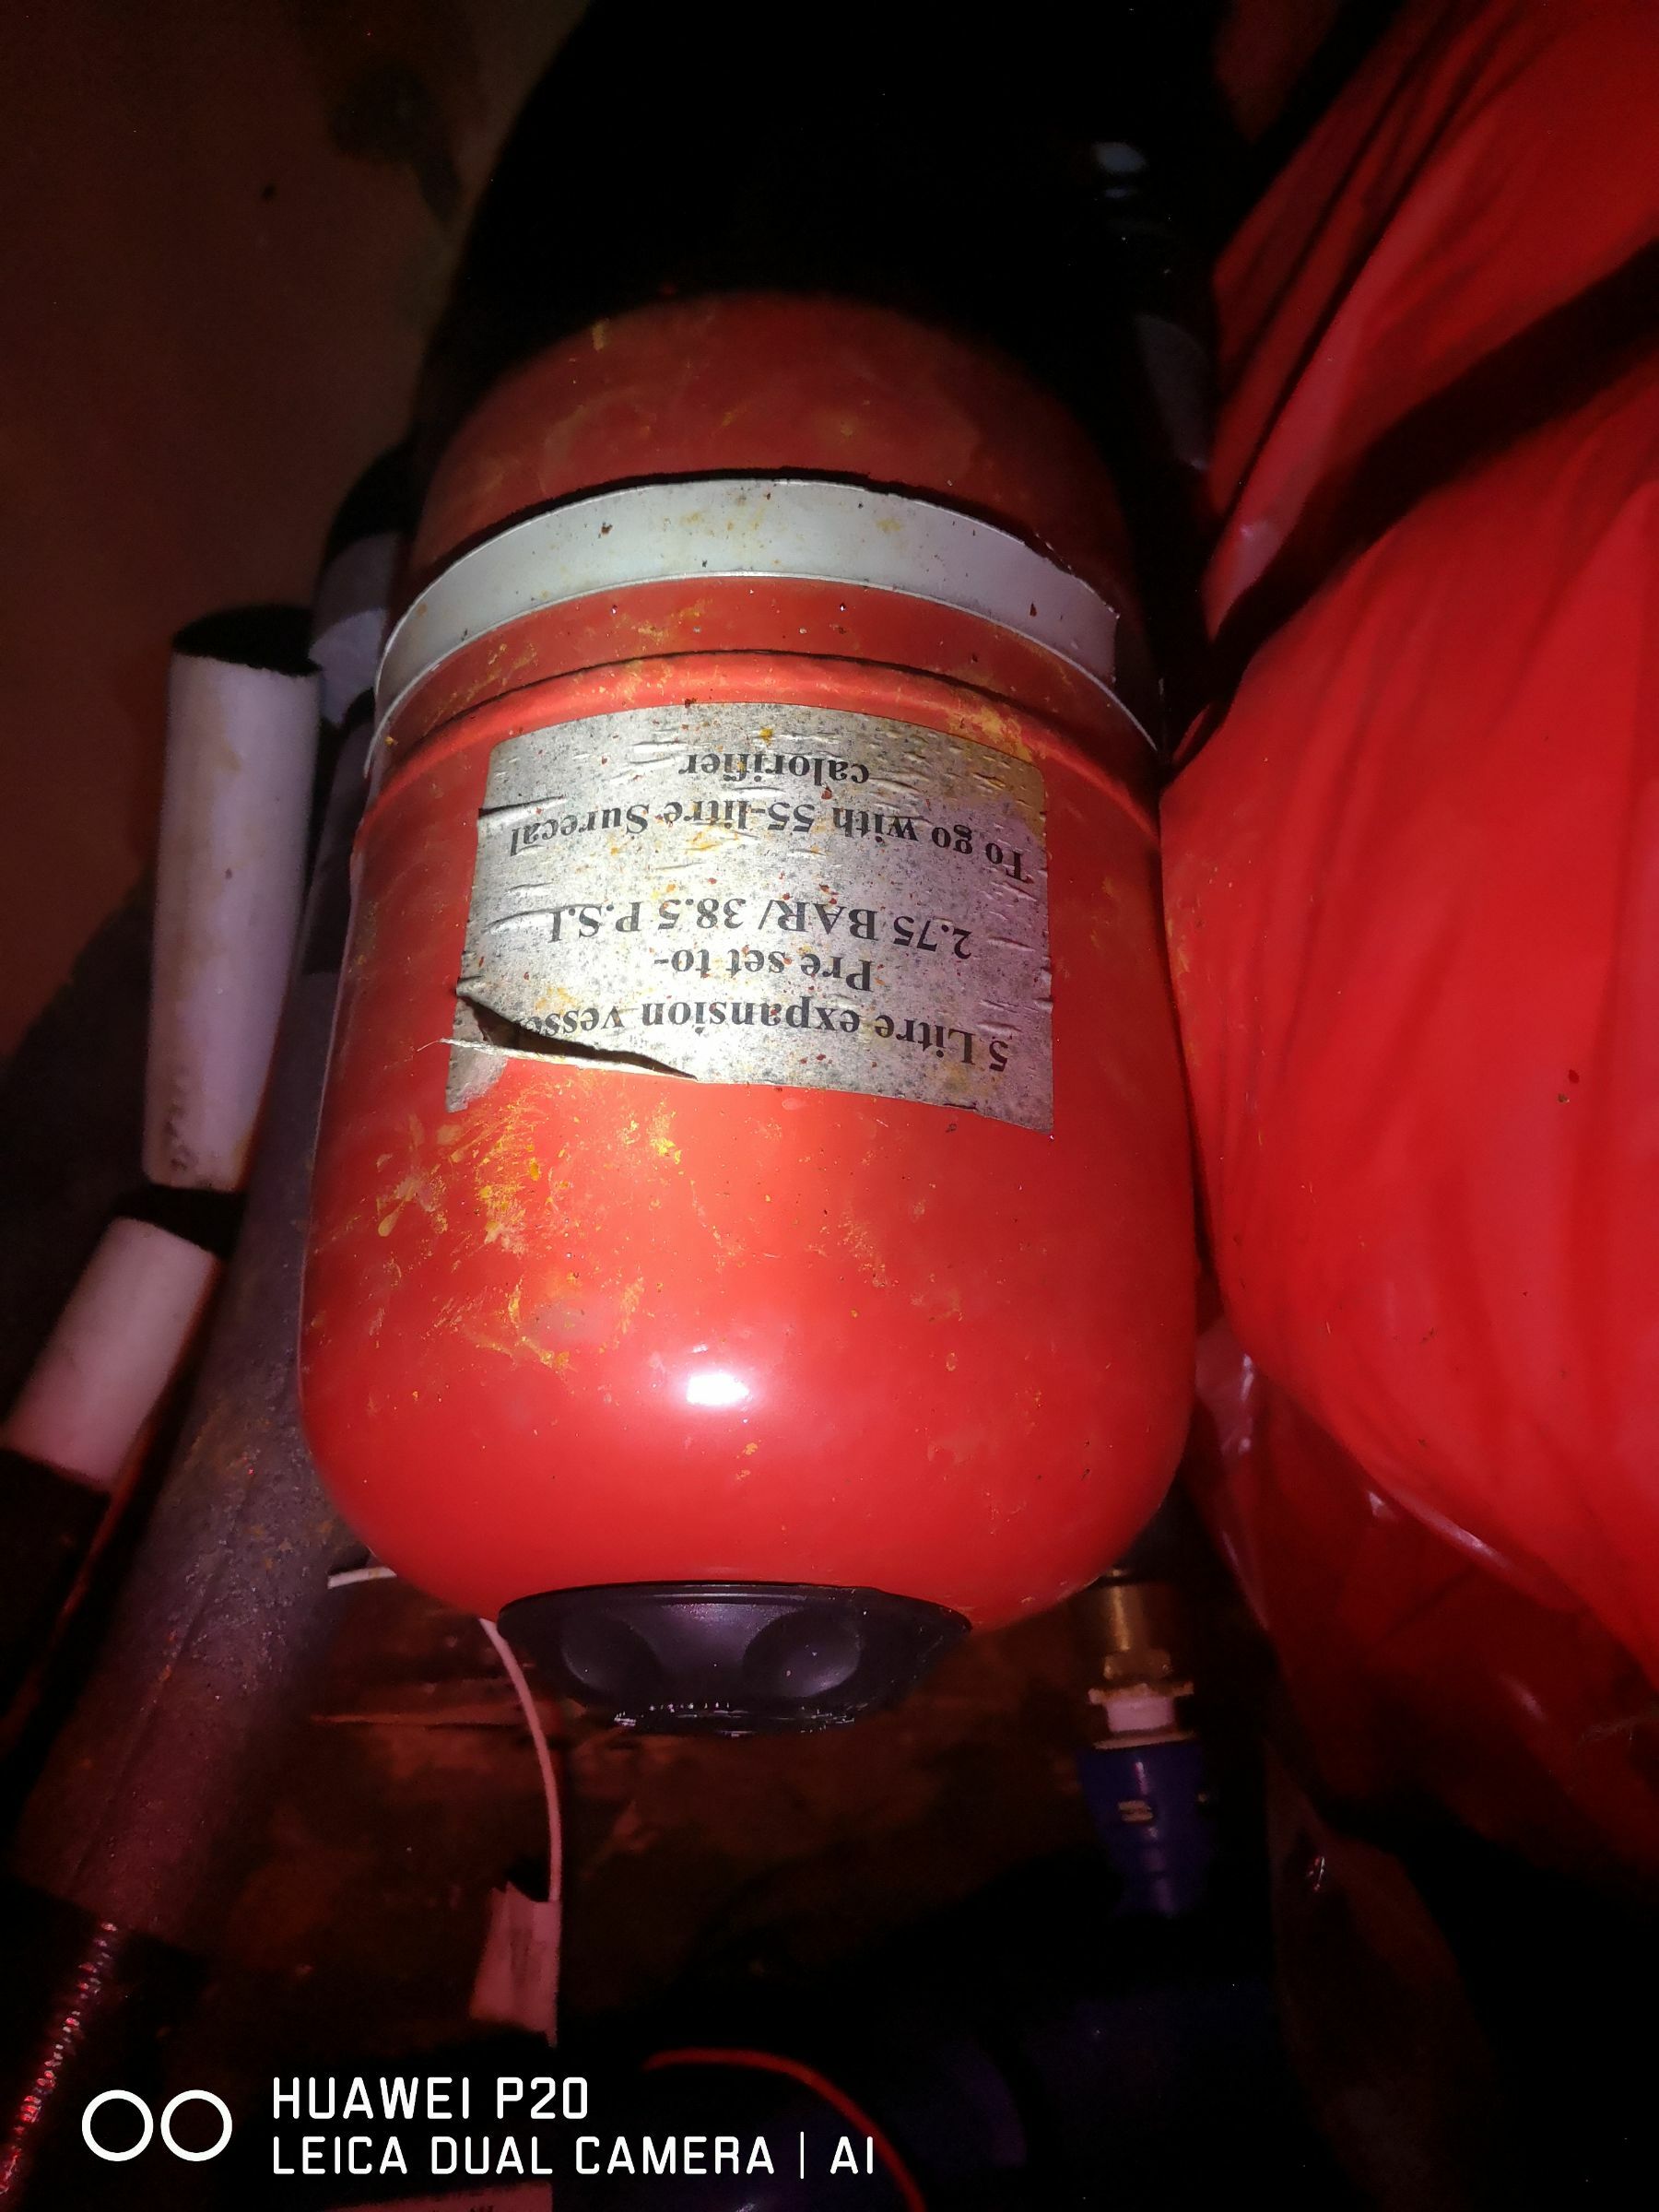 5 Litre expansion vesse
Pre set to-
2.75 BAR/ 38.5 P.S.I
To go with 55-litre Surecal
calorifier
HUAWEI P20
LEICA DUAL CAMERA | AI